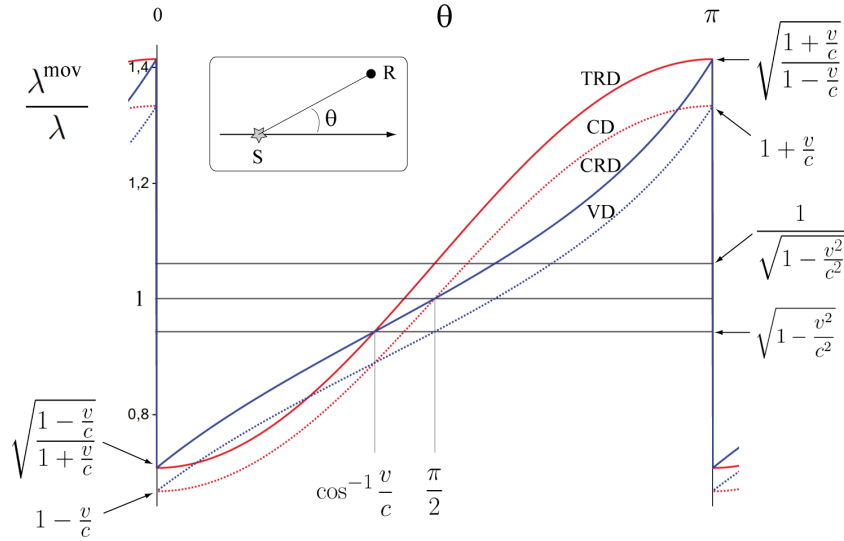 0 θ π
λ^mov / λ
1,4
R
θ
S
TRD
√((1 + v/c) / (1 − v/c))
CD
1 + v/c
CRD
1,2
VD
1 / √(1 − v²/c²)
1
√(1 − v²/c²)
0,8
√((1 − v/c) / (1 + v/c))
cos⁻¹ v/c π/2
1 − v/c